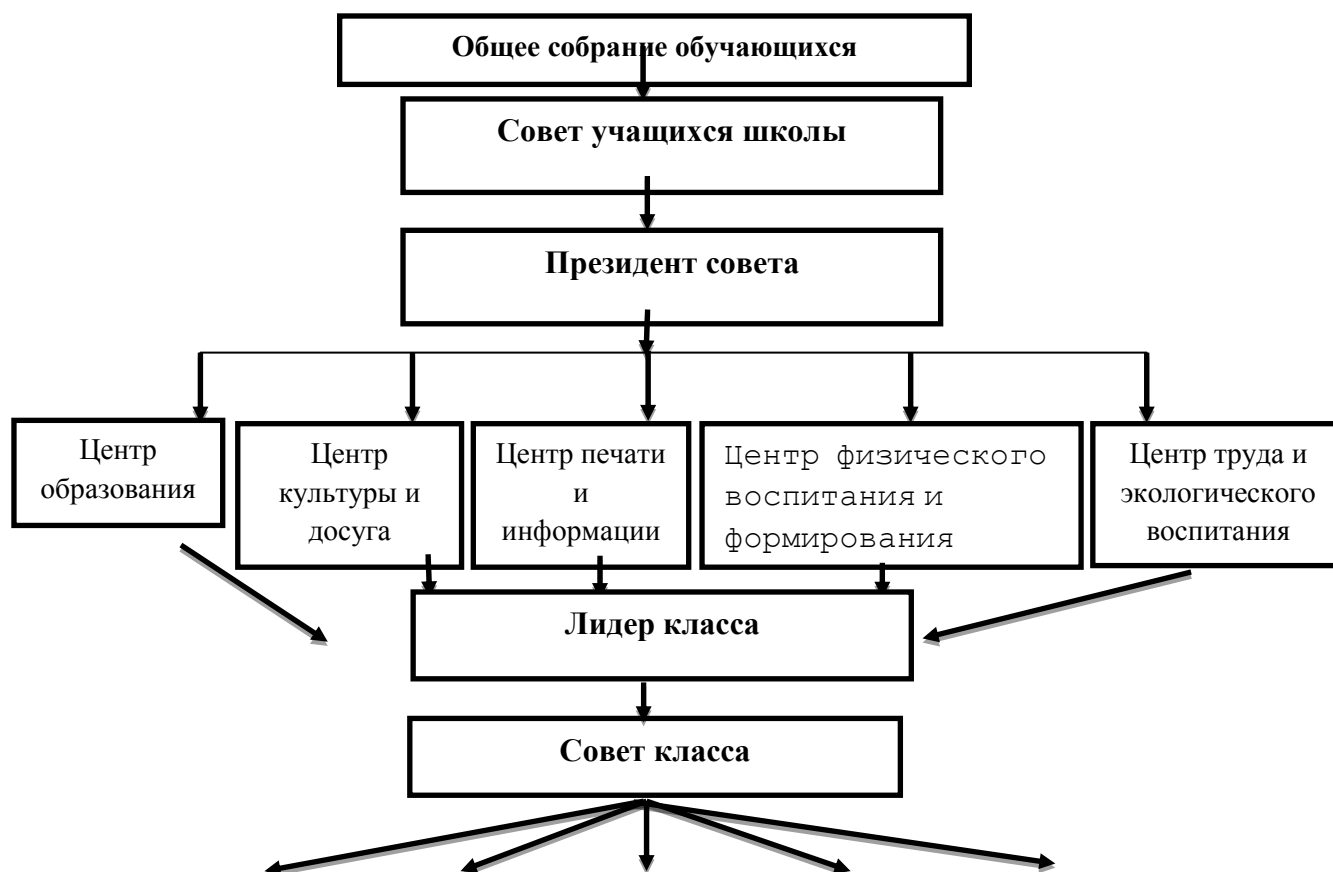 Общее собрание обучающихся
Совет учащихся школы
Президент совета
Центр
образования
Центр
культуры и
досуга
Центр печати
и
информации
Центр физического
воспитания и
формирования
Центр труда и
экологического
воспитания
Лидер класса
Совет класса